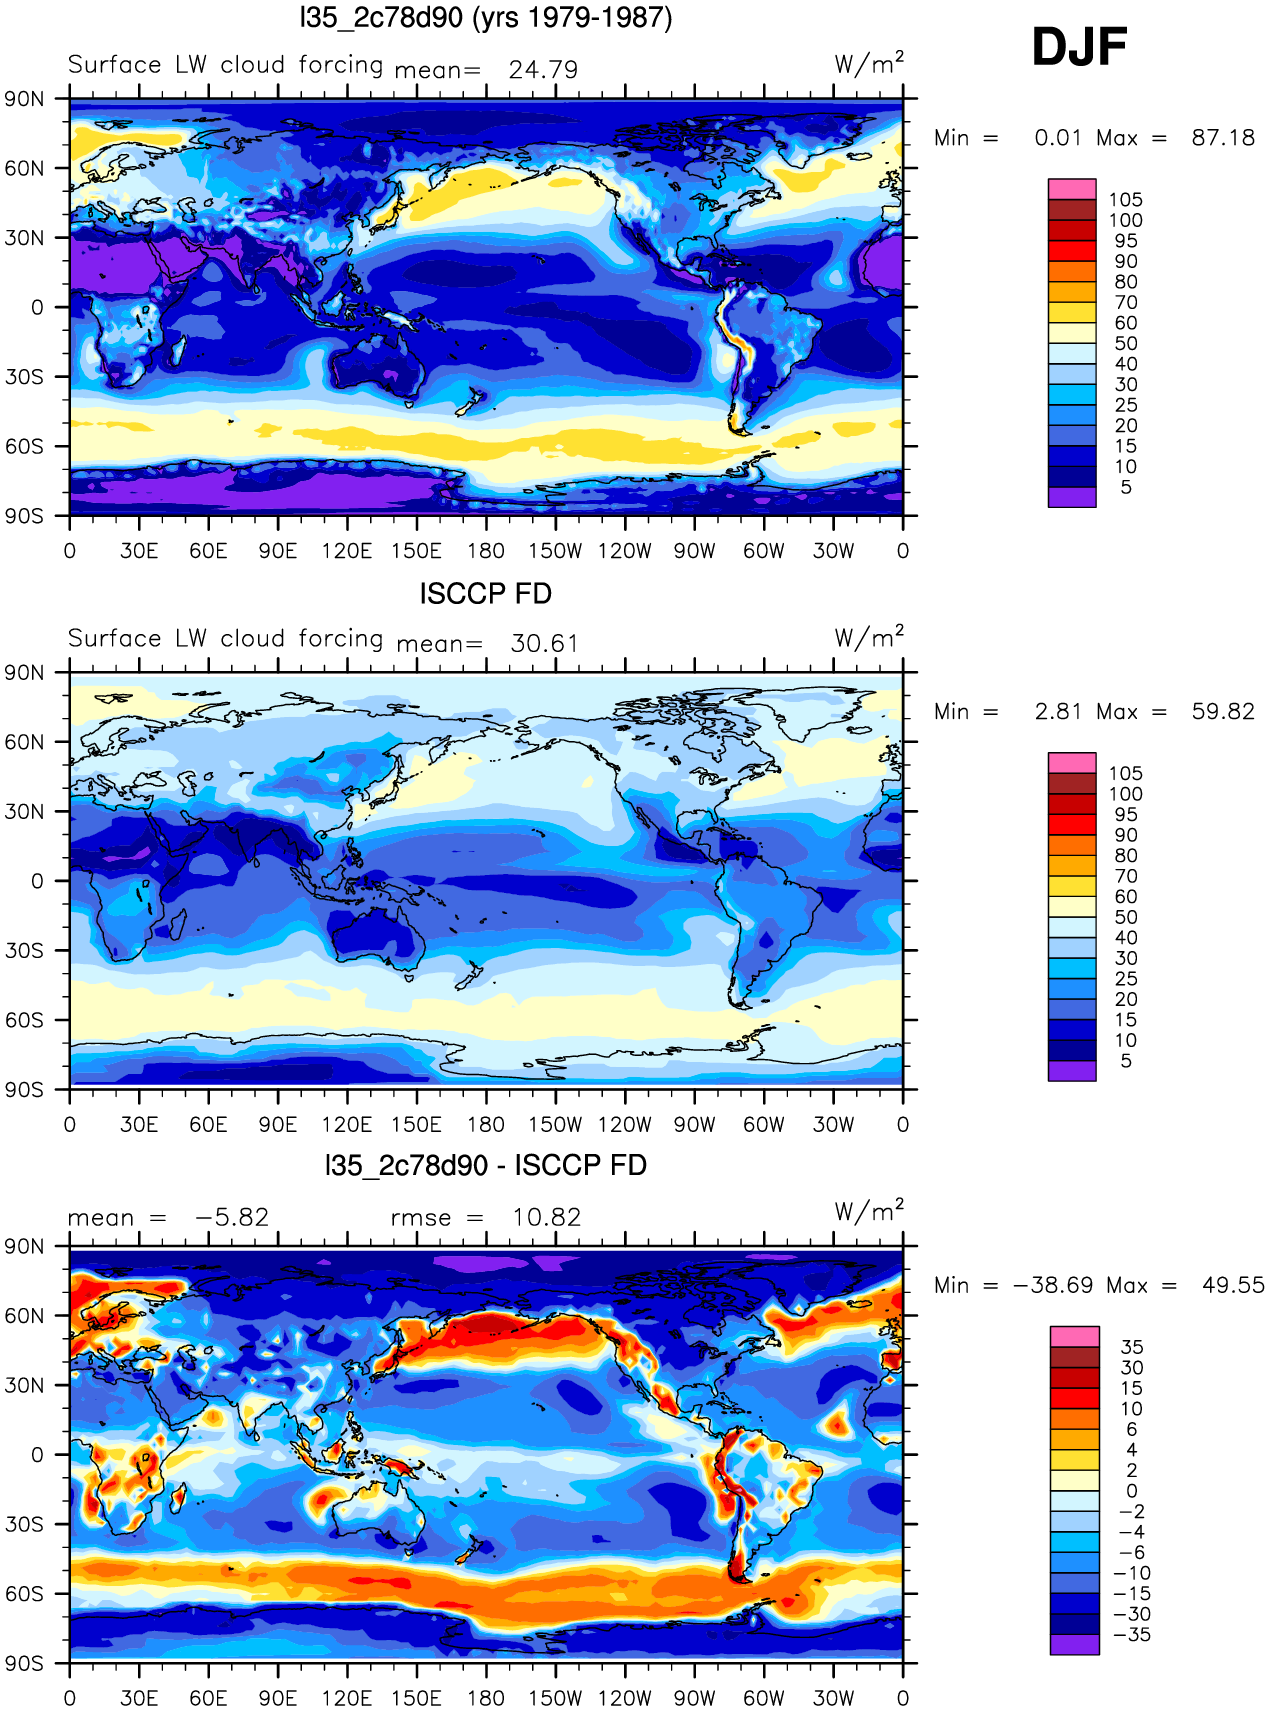 l35_2c78d90 (yrs 1979-1987)
DJF
Surface LW cloud forcing mean= 24.79 W/m²
Min = 0.01 Max = 87.18
90N
60N
30N
0
30S
60S
90S
0 30E 60E 90E 120E 150E 180 150W 120W 90W 60W 30W 0
105
100
95
90
80
70
60
50
40
30
25
20
15
10
5
ISCCP FD
Surface LW cloud forcing mean= 30.61 W/m²
Min = 2.81 Max = 59.82
90N
60N
30N
0
30S
60S
90S
0 30E 60E 90E 120E 150E 180 150W 120W 90W 60W 30W 0
105
100
95
90
80
70
60
50
40
30
25
20
15
10
5
l35_2c78d90 - ISCCP FD
mean = −5.82 rmse = 10.82 W/m²
Min = −38.69 Max = 49.55
90N
60N
30N
0
30S
60S
90S
0 30E 60E 90E 120E 150E 180 150W 120W 90W 60W 30W 0
35
30
15
10
6
4
2
0
−2
−4
−6
−10
−15
−30
−35